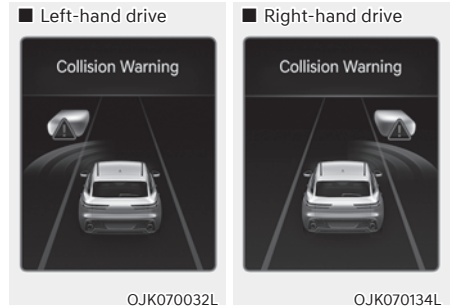 ■ Left-hand drive
Collision Warning
OJK070032L
■ Right-hand drive
Collision Warning
OJK070134L